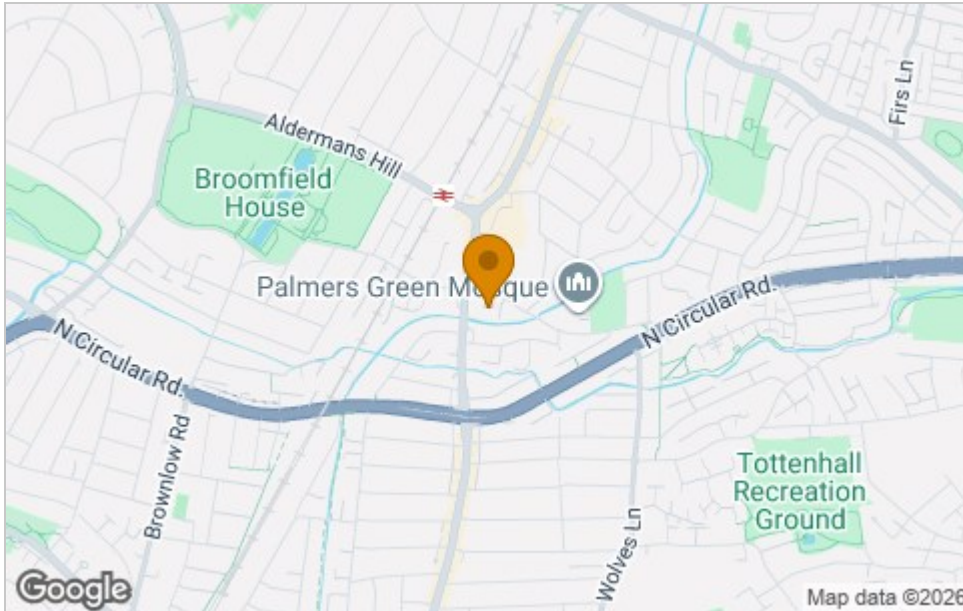 Firs Ln
Aldermans Hill
Broomfield
House
Palmers Green Mosque
N Circular Rd.
N Circular Rd.
Brownlow Rd
Wolves Ln
Tottenhall
Recreation
Ground
Google
Map data ©2026